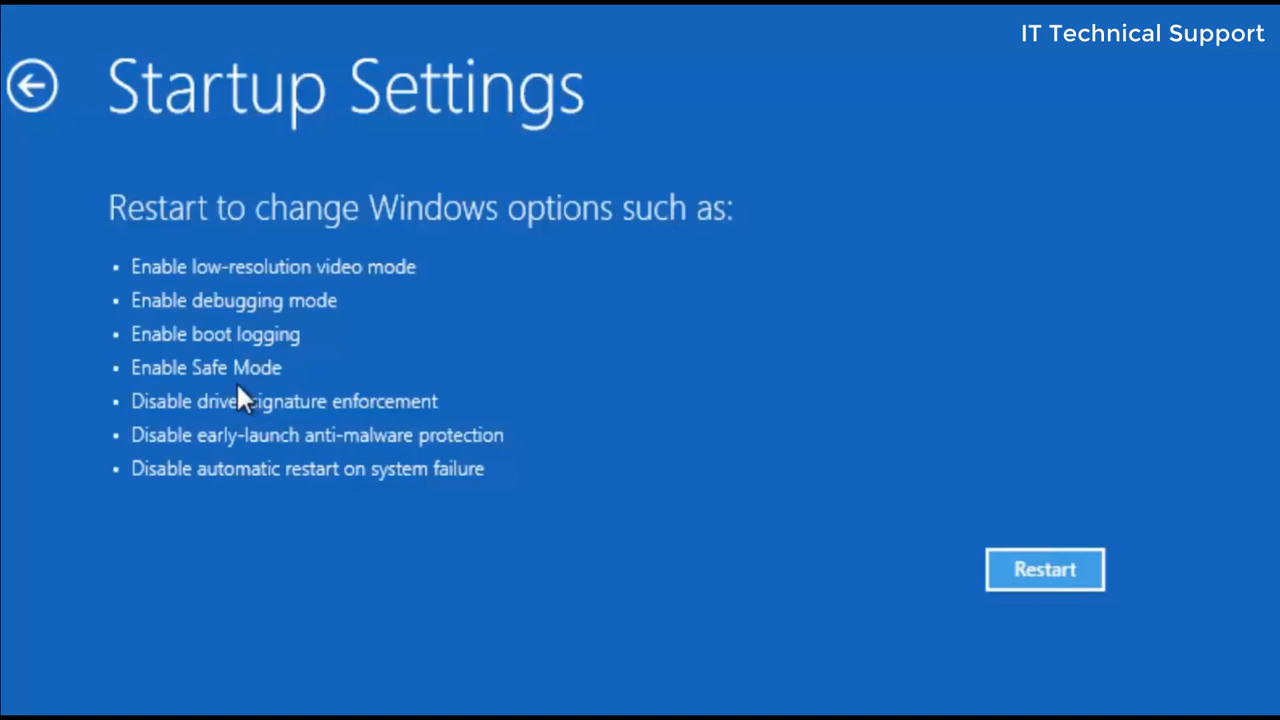 IT Technical Support
Startup Settings
Restart to change Windows options such as:
Enable low-resolution video mode
Enable debugging mode
Enable boot logging
Enable Safe Mode
Disable driver signature enforcement
Disable early-launch anti-malware protection
Disable automatic restart on system failure
Restart